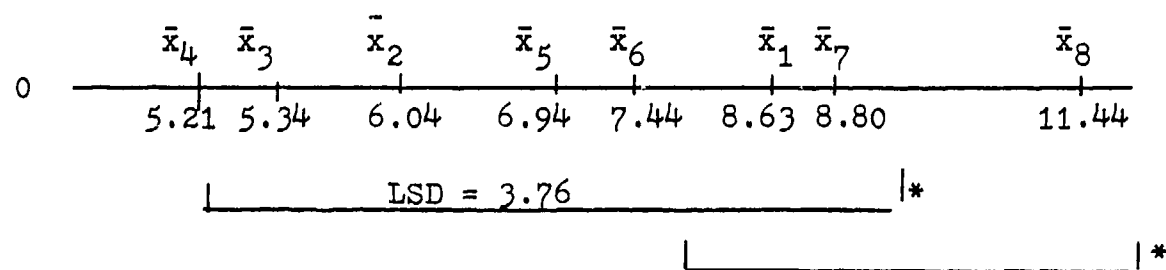 x̄₄ x̄₃ x̄₂ x̄₅ x̄₆ x̄₁ x̄₇ x̄₈
0
5.21 5.34 6.04 6.94 7.44 8.63 8.80 11.44
LSD = 3.76 *
*